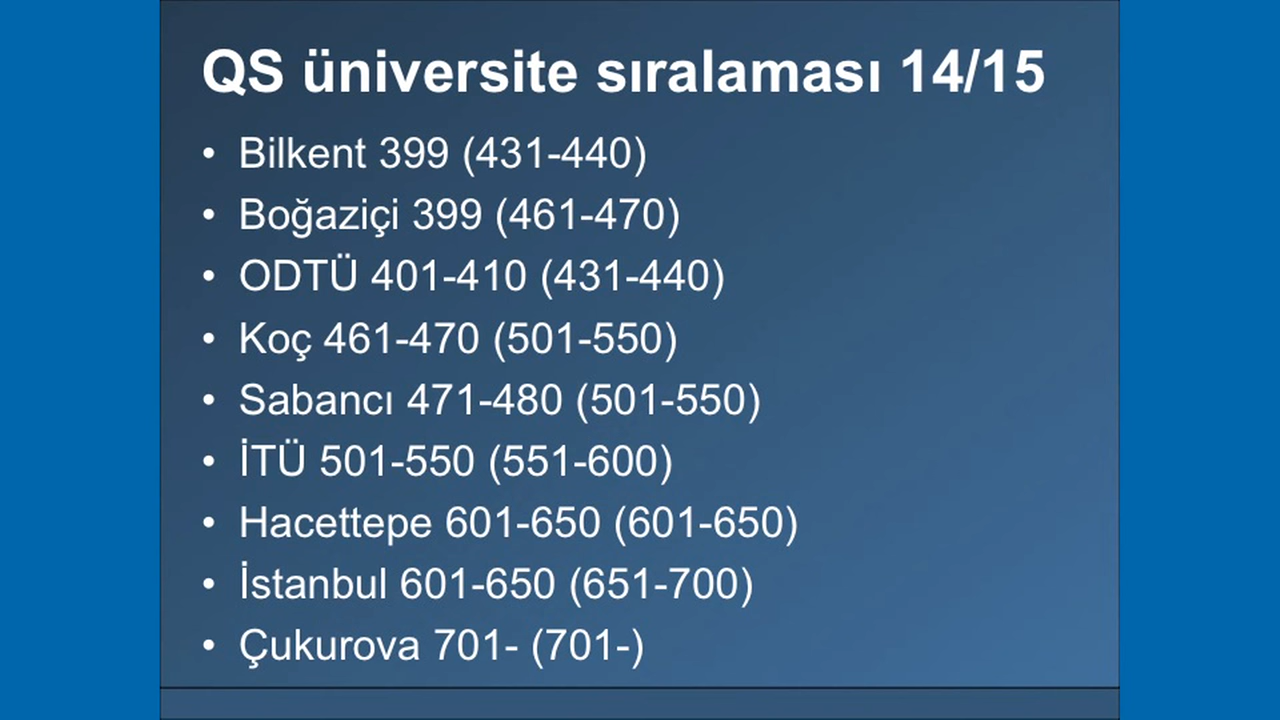 QS üniversite sıralaması 14/15
• Bilkent 399 (431-440)
• Boğaziçi 399 (461-470)
• ODTÜ 401-410 (431-440)
• Koç 461-470 (501-550)
• Sabancı 471-480 (501-550)
• İTÜ 501-550 (551-600)
• Hacettepe 601-650 (601-650)
• İstanbul 601-650 (651-700)
• Çukurova 701- (701-)